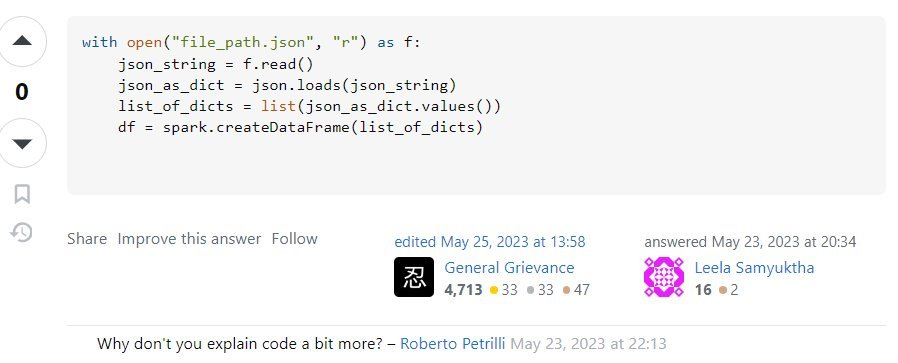 with open("file_path.json", "r") as f:
json_string = f.read()
json_as_dict = json.loads(json_string)
list_of_dicts = list(json_as_dict.values())
df = spark.createDataFrame(list_of_dicts)
0
Share Improve this answer Follow
edited May 25, 2023 at 13:58
忍
General Grievance
4,713 33 33 47
answered May 23, 2023 at 20:34
Leela Samyuktha
16 2
Why don't you explain code a bit more? – Roberto Petrilli May 23, 2023 at 22:13